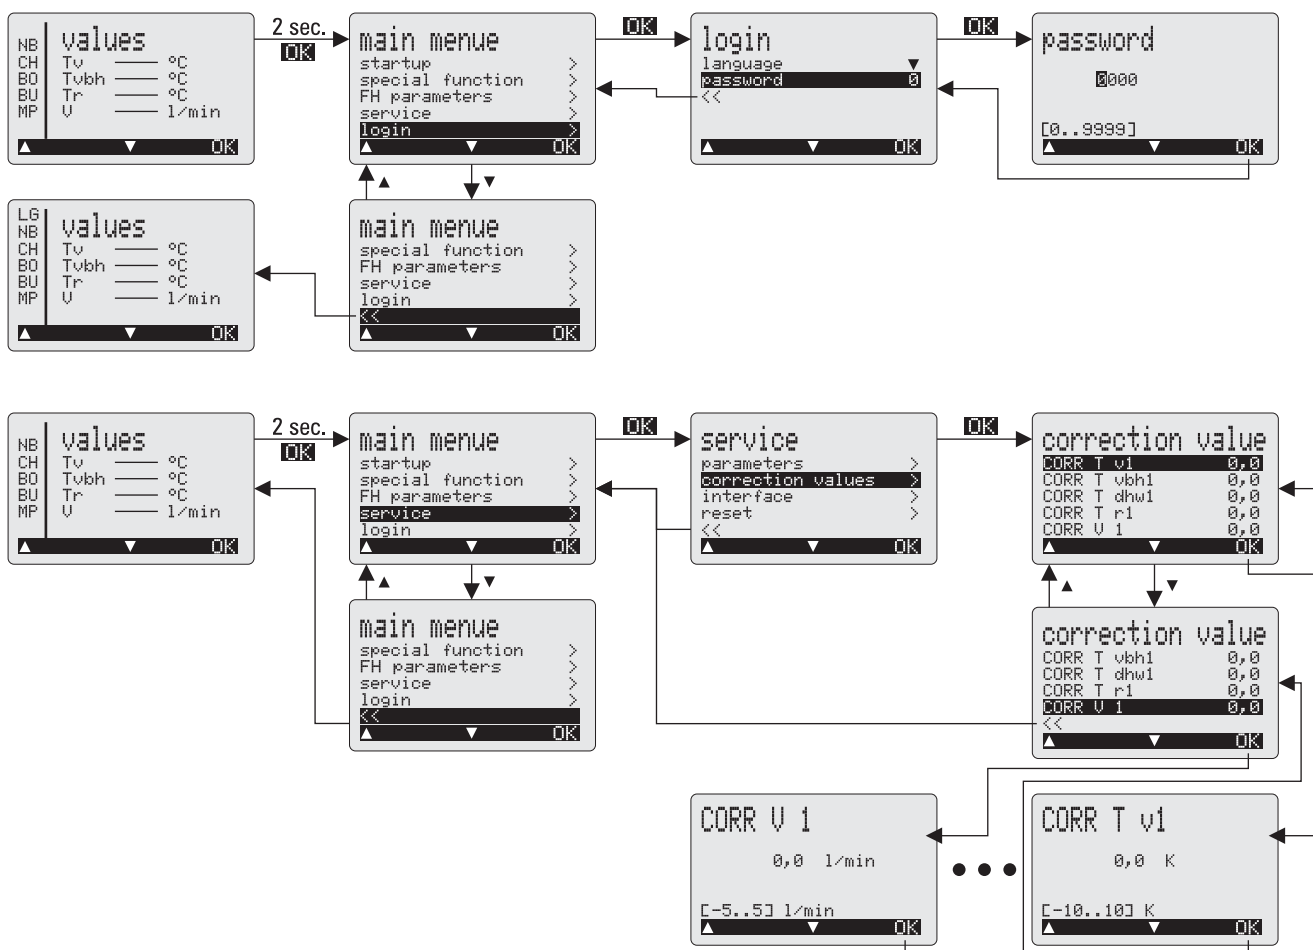 values
NB
CH
BO
BU
MP
Tv °C
Tvbh °C
Tr °C
V l/min
▲ ▼ OK
2 sec.
OK
main menue
startup >
special function >
FH parameters >
service >
login >
▲ ▼ OK
OK
login
language ▼
password 0
<<
▲ ▼ OK
OK
password
0000
[0..9999]
▲ ▼ OK
▲
▼
LG
NB
CH
BO
BU
MP
values
Tv °C
Tvbh °C
Tr °C
V l/min
▲ ▼ OK
main menue
special function >
FH parameters >
service >
login >
<<
▲ ▼ OK
values
NB
CH
BO
BU
MP
Tv °C
Tvbh °C
Tr °C
V l/min
▲ ▼ OK
2 sec.
OK
main menue
startup >
special function >
FH parameters >
service >
login >
▲ ▼ OK
OK
service
parameters >
correction values >
interface >
reset >
<<
▲ ▼ OK
OK
correction value
CORR T v1 0,0
CORR T vbh1 0,0
CORR T dhw1 0,0
CORR T r1 0,0
CORR V 1 0,0
▲ ▼ OK
▲
▼
▲
▼
main menue
special function >
FH parameters >
service >
login >
<<
▲ ▼ OK
correction value
CORR T vbh1 0,0
CORR T dhw1 0,0
CORR T r1 0,0
CORR V 1 0,0
<<
▲ ▼ OK
CORR V 1
0,0 l/min
[-5..5] l/min
▲ ▼ OK
CORR T v1
0,0 K
[-10..10] K
▲ ▼ OK